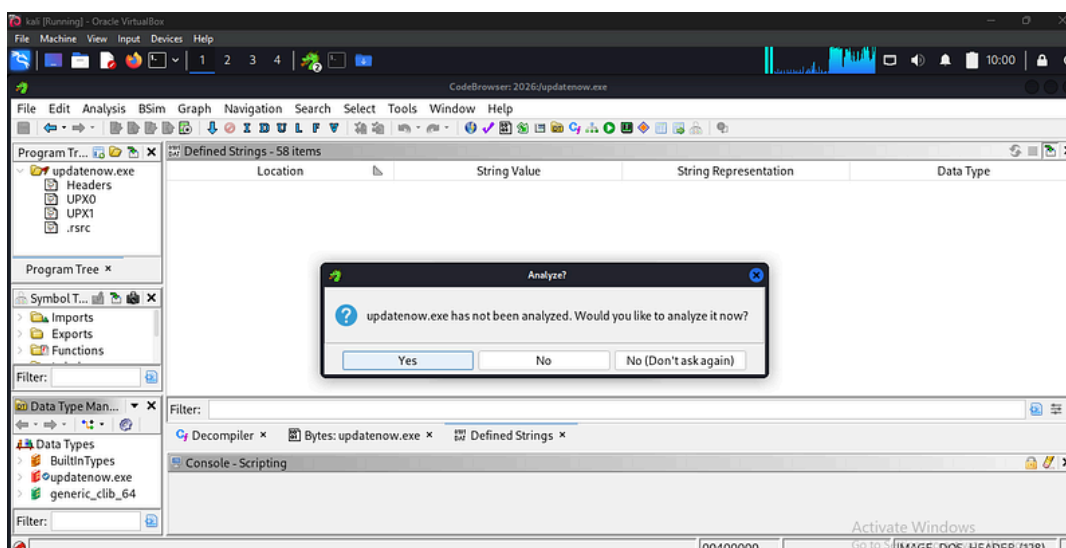 kali [Running] - Oracle VirtualBox
File Machine View Input Devices Help
1 2 3 4 10:00
CodeBrowser: 2026:/updatenow.exe
File Edit Analysis BSim Graph Navigation Search Select Tools Window Help
I D U L F V
Program Tr...
Defined Strings - 58 items
updatenow.exe
Headers
UPX0
UPX1
.rsrc
Program Tree ×
Location String Value String Representation Data Type
Symbol T...
Imports
Exports
Functions
Filter:
Analyze?
updatenow.exe has not been analyzed. Would you like to analyze it now?
Yes No No (Don't ask again)
Data Type Man...
Data Types
BuiltInTypes
updatenow.exe
generic_clib_64
Filter:
Filter:
Decompiler × Bytes: updatenow.exe × Defined Strings ×
Console - Scripting
Activate Windows
00400000
IMAGE_DOS_HEADER (128)